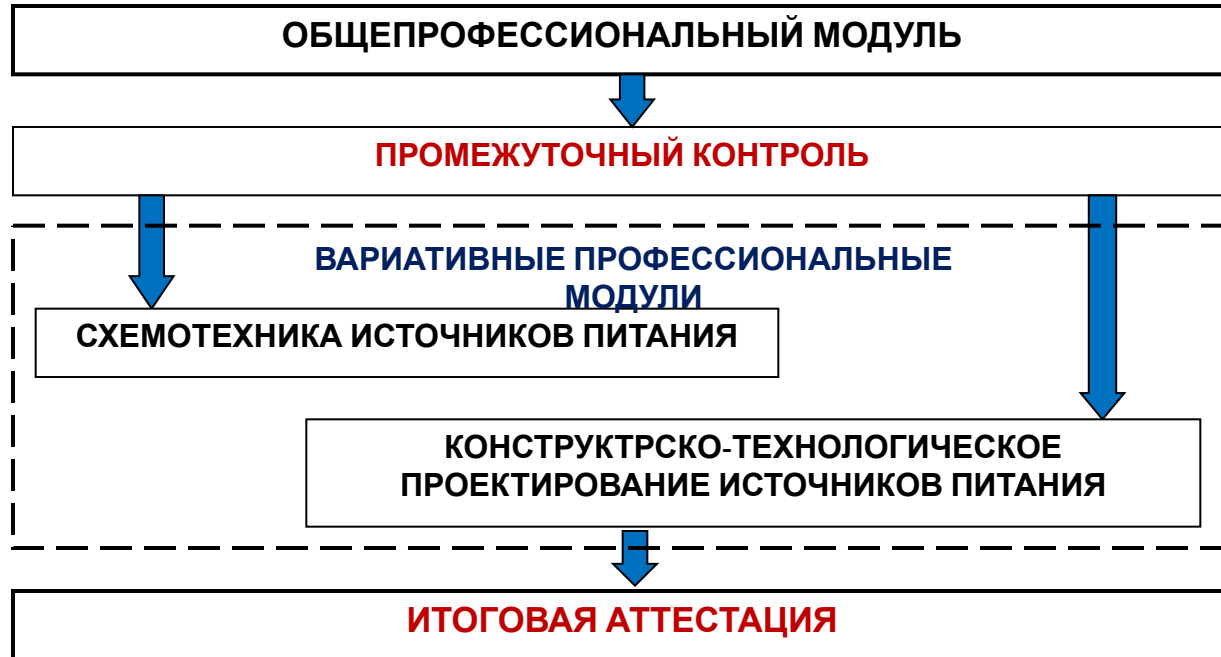 ОБЩЕПРОФЕССИОНАЛЬНЫЙ МОДУЛЬ
ПРОМЕЖУТОЧНЫЙ КОНТРОЛЬ
ВАРИАТИВНЫЕ ПРОФЕССИОНАЛЬНЫЕ
МОДУЛИ
СХЕМОТЕХНИКА ИСТОЧНИКОВ ПИТАНИЯ
КОНСТРУКТРСКО-ТЕХНОЛОГИЧЕСКОЕ
ПРОЕКТИРОВАНИЕ ИСТОЧНИКОВ ПИТАНИЯ
ИТОГОВАЯ АТТЕСТАЦИЯ